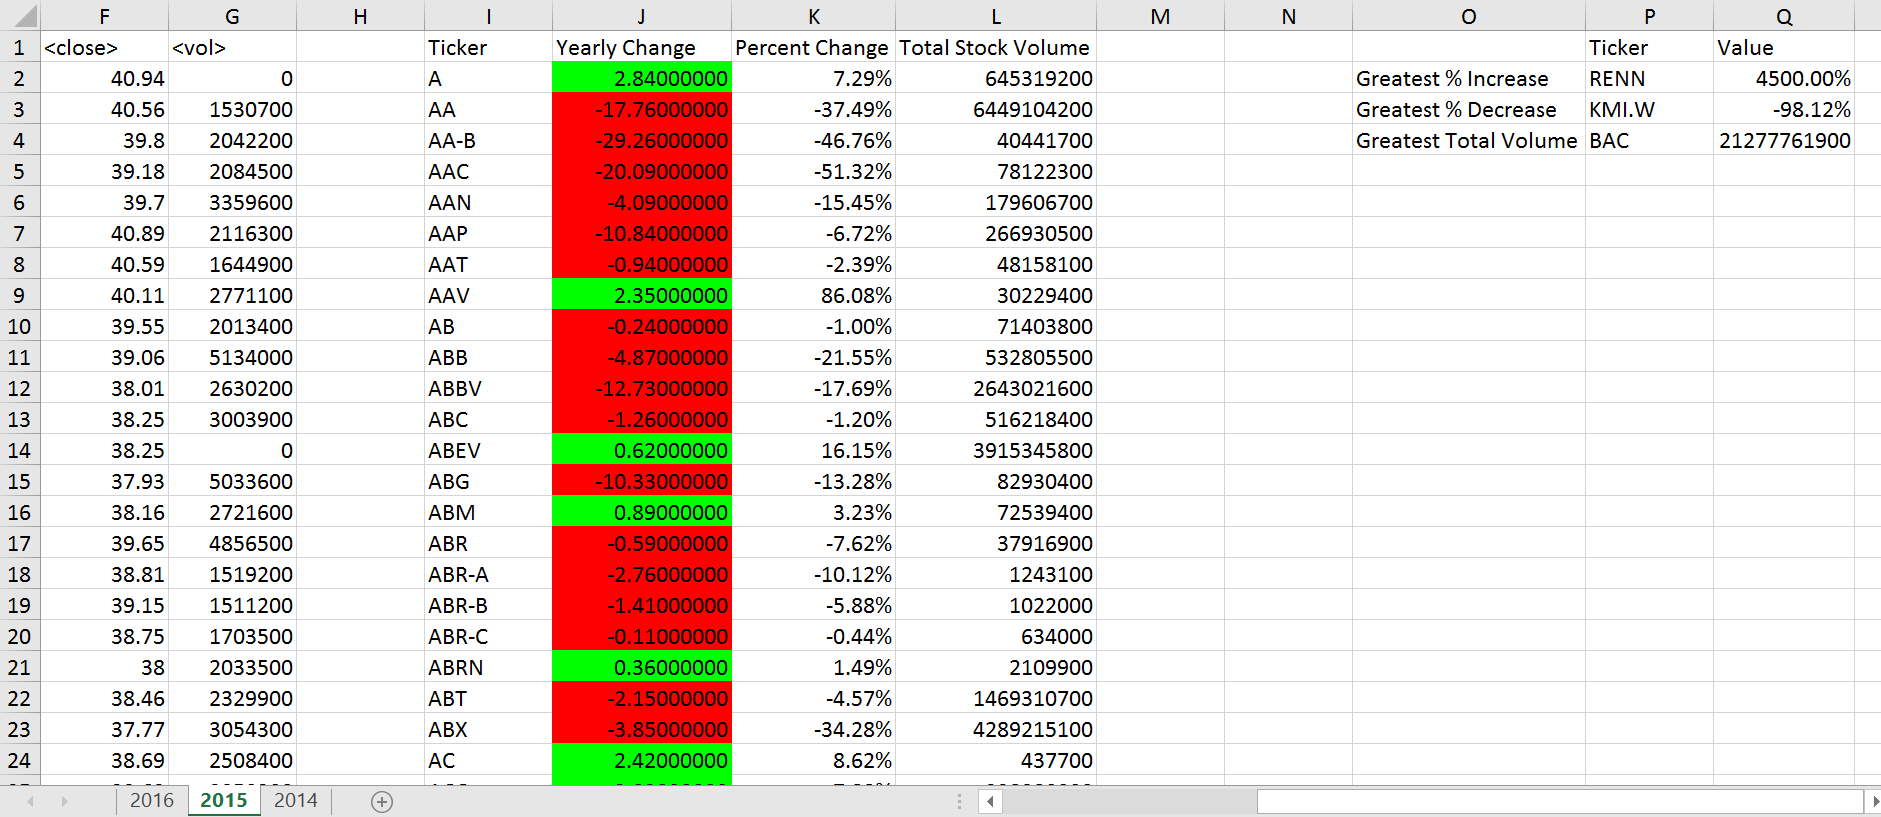 F G H I J K L M N O P Q
1 <close> <vol> Ticker Yearly Change Percent Change Total Stock Volume Ticker Value
2 40.94 0 A 2.84000000 7.29% 645319200 Greatest % Increase RENN 4500.00%
3 40.56 1530700 AA -17.76000000 -37.49% 6449104200 Greatest % Decrease KMI.W -98.12%
4 39.8 2042200 AA-B -29.26000000 -46.76% 40441700 Greatest Total Volume BAC 21277761900
5 39.18 2084500 AAC -20.09000000 -51.32% 78122300
6 39.7 3359600 AAN -4.09000000 -15.45% 179606700
7 40.89 2116300 AAP -10.84000000 -6.72% 266930500
8 40.59 1644900 AAT -0.94000000 -2.39% 48158100
9 40.11 2771100 AAV 2.35000000 86.08% 30229400
10 39.55 2013400 AB -0.24000000 -1.00% 71403800
11 39.06 5134000 ABB -4.87000000 -21.55% 532805500
12 38.01 2630200 ABBV -12.73000000 -17.69% 2643021600
13 38.25 3003900 ABC -1.26000000 -1.20% 516218400
14 38.25 0 ABEV 0.62000000 16.15% 3915345800
15 37.93 5033600 ABG -10.33000000 -13.28% 82930400
16 38.16 2721600 ABM 0.89000000 3.23% 72539400
17 39.65 4856500 ABR -0.59000000 -7.62% 37916900
18 38.81 1519200 ABR-A -2.76000000 -10.12% 1243100
19 39.15 1511200 ABR-B -1.41000000 -5.88% 1022000
20 38.75 1703500 ABR-C -0.11000000 -0.44% 634000
21 38 2033500 ABRN 0.36000000 1.49% 2109900
22 38.46 2329900 ABT -2.15000000 -4.57% 1469310700
23 37.77 3054300 ABX -3.85000000 -34.28% 4289215100
24 38.69 2508400 AC 2.42000000 8.62% 437700
2016 2015 2014